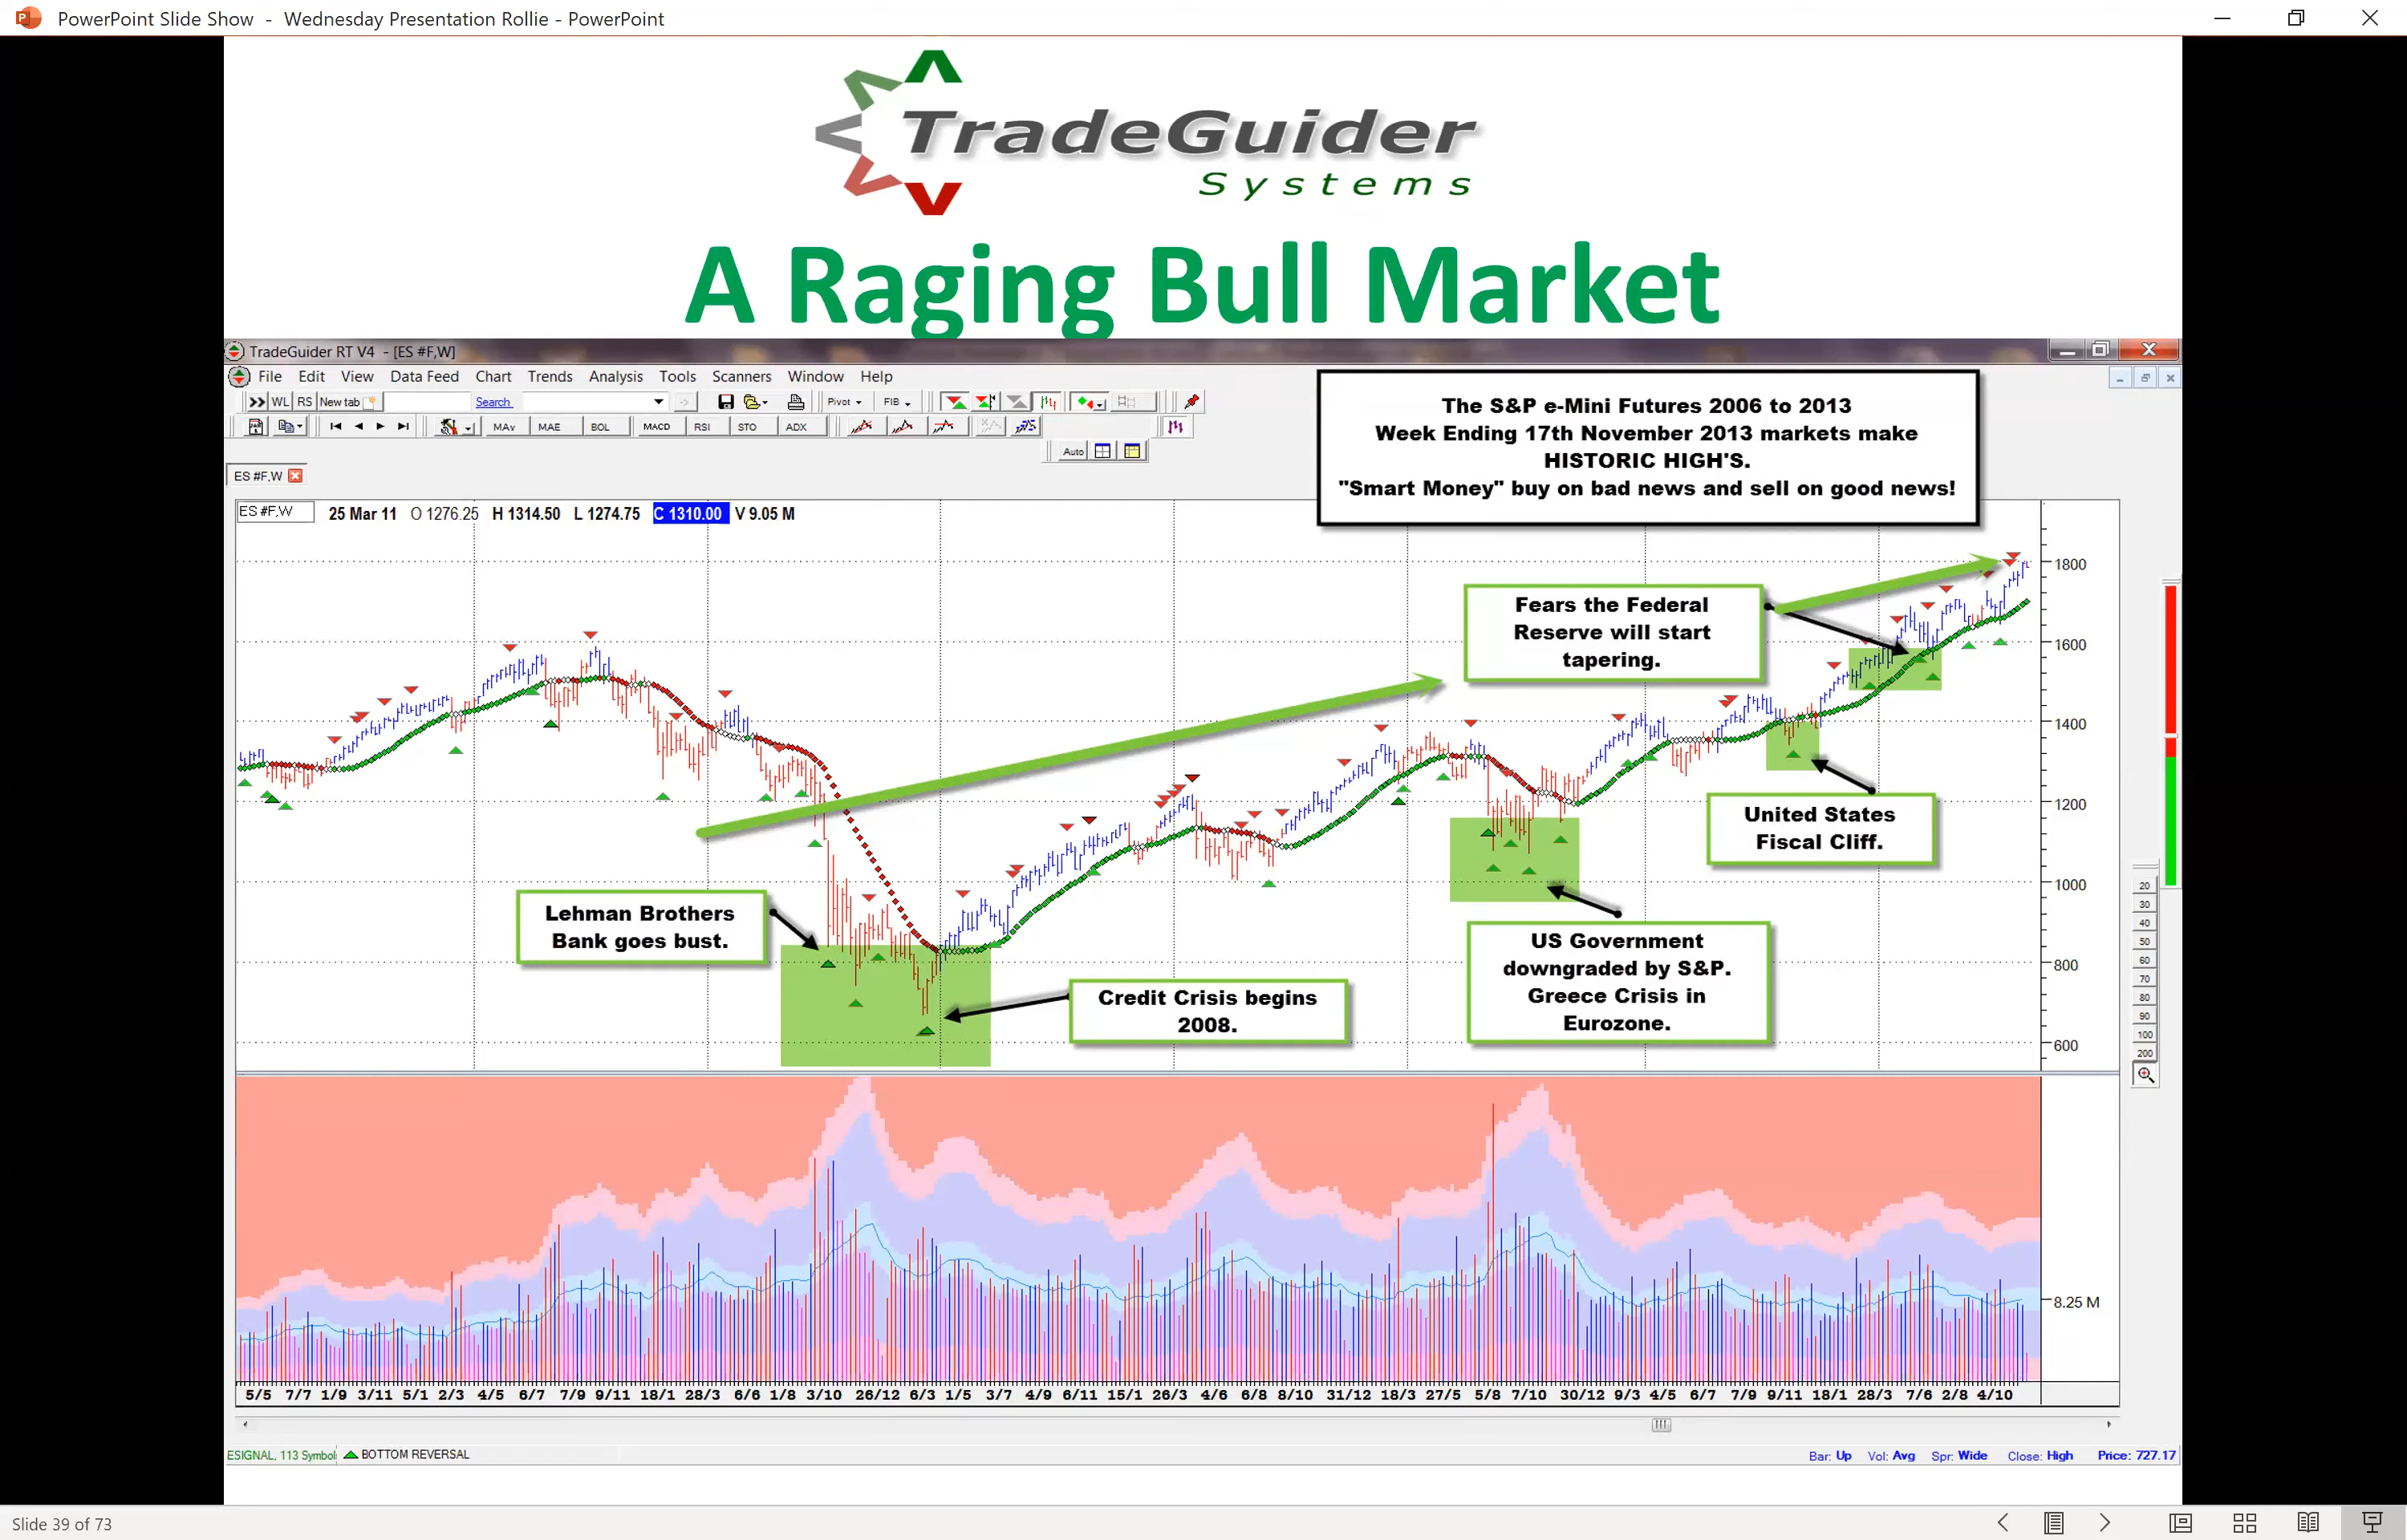 PowerPoint Slide Show - Wednesday Presentation Rollie - PowerPoint
TradeGuider
Systems
A Raging Bull Market
TradeGuider RT V4 - [ES #F,W]
File Edit View Data Feed Chart Trends Analysis Tools Scanners Window Help
WL RS New tab Search Pivot FIB
MAv MAE BOL MACD RSI STO ADX
Auto
ES #F,W
The S&P e-Mini Futures 2006 to 2013
Week Ending 17th November 2013 markets make
HISTORIC HIGH'S.
"Smart Money" buy on bad news and sell on good news!
ES #F,W 25 Mar 11 O 1276.25 H 1314.50 L 1274.75 C 1310.00 V 9.05 M
1800
1600
1400
1200
1000
800
600
Fears the Federal
Reserve will start
tapering.
United States
Fiscal Cliff.
Lehman Brothers
Bank goes bust.
Credit Crisis begins
2008.
US Government
downgraded by S&P.
Greece Crisis in
Eurozone.
20
30
40
50
60
70
80
90
100
200
8.25 M
5/5 7/7 1/9 3/11 5/1 2/3 4/5 6/7 7/9 9/11 18/1 28/3 6/6 1/8 3/10 26/12 6/3 1/5 3/7 4/9 6/11 15/1 26/3 4/6 6/8 8/10 31/12 18/3 27/5 5/8 7/10 30/12 9/3 4/5 6/7 7/9 9/11 18/1 28/3 7/6 2/8 4/10
ESIGNAL, 113 Symbol BOTTOM REVERSAL
Bar: Up Vol: Avg Spr: Wide Close: High Price: 727.17
Slide 39 of 73